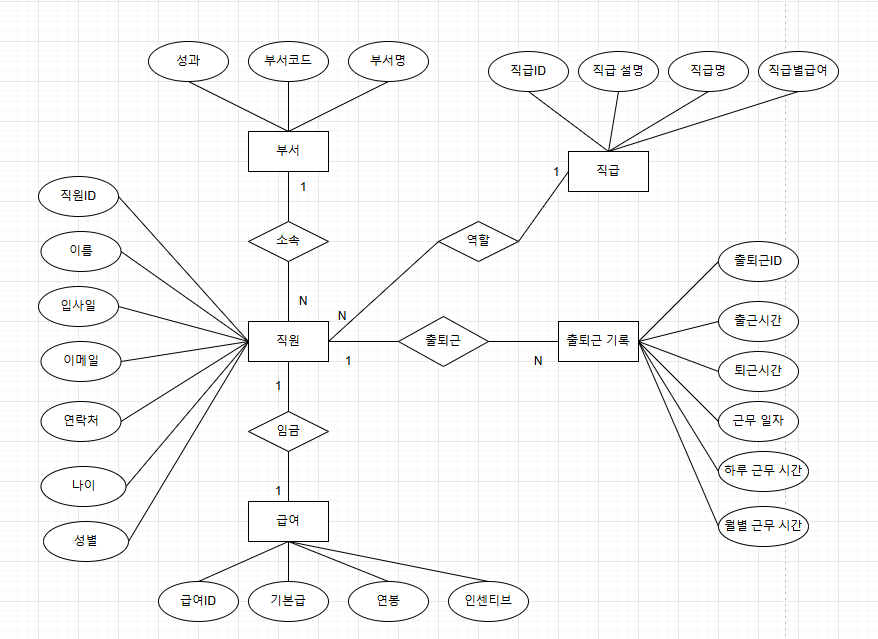 성과
부서코드
부서명
직급ID
직급 설명
직급명
직급별급여
부서
1
직급
1
직원ID
이름
입사일
이메일
연락처
나이
성별
소속
N
역할
N
직원
1
출퇴근
N
출퇴근 기록
출퇴근ID
출근시간
퇴근시간
근무 일자
하루 근무 시간
월별 근무 시간
1
임금
1
급여
급여ID
기본급
연봉
인센티브